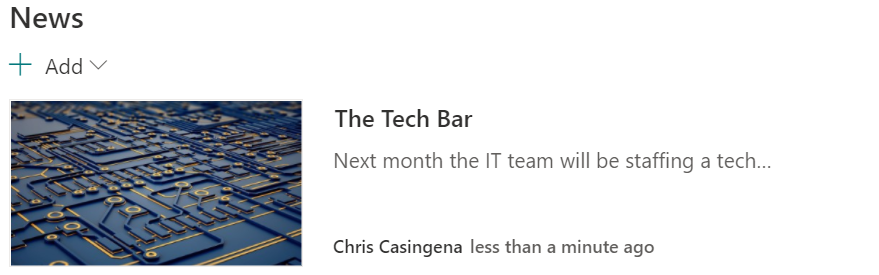 News
Add
The Tech Bar
Next month the IT team will be staffing a tech...
Chris Casingena less than a minute ago